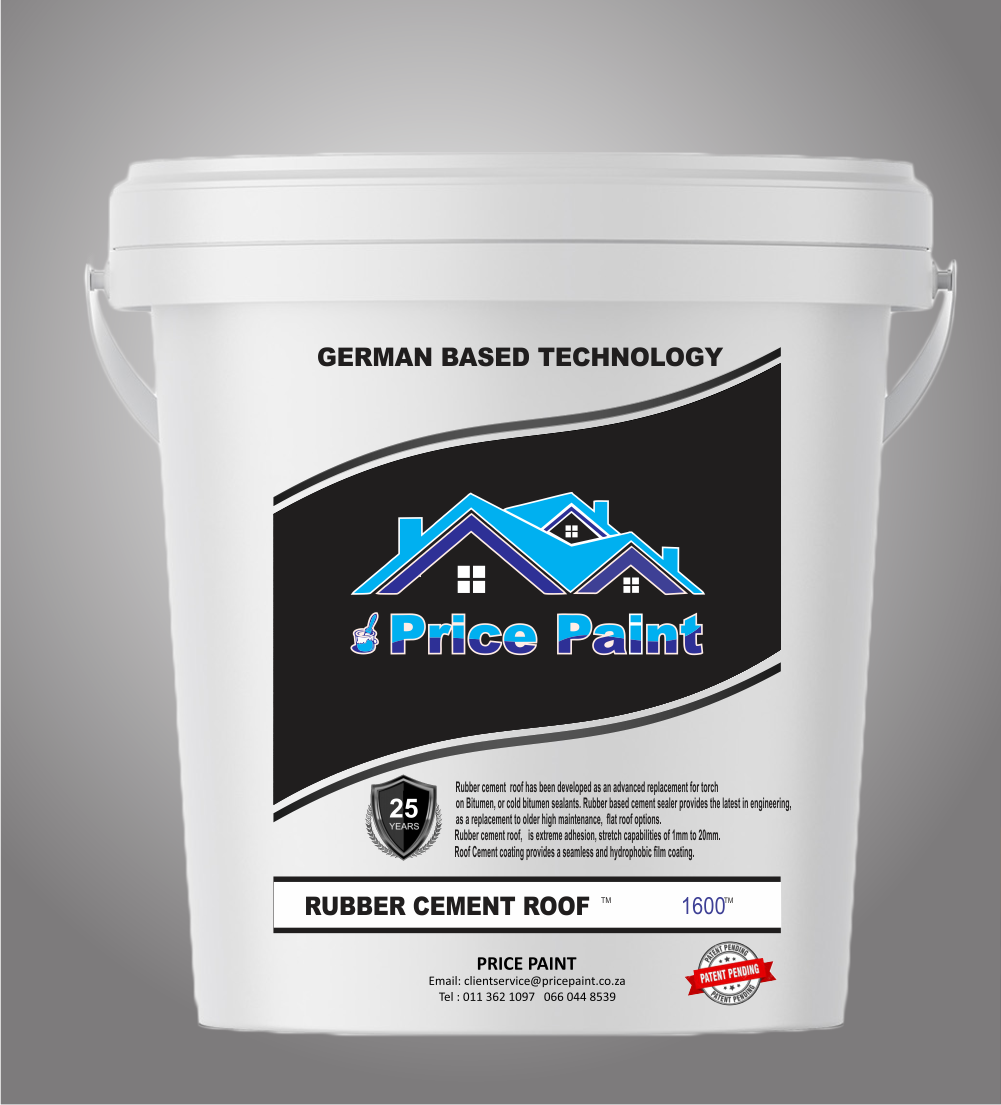 GERMAN BASED TECHNOLOGY
Price Paint
25
YEARS
Rubber cement roof has been developed as an advanced replacement for torch
on Bitumen, or cold bitumen sealants. Rubber based cement sealer provides the latest in engineering,
as a replacement to older high maintenance, flat roof options.
Rubber cement roof, is extreme adhesion, stretch capabilities of 1mm to 20mm.
Roof Cement coating provides a seamless and hydrophobic film coating.
RUBBER CEMENT ROOF ™ 1600™
PRICE PAINT
Email: clientservice@pricepaint.co.za
Tel : 011 362 1097 066 044 8539
PATENT PENDING
PATENT PENDING
PATENT PENDING